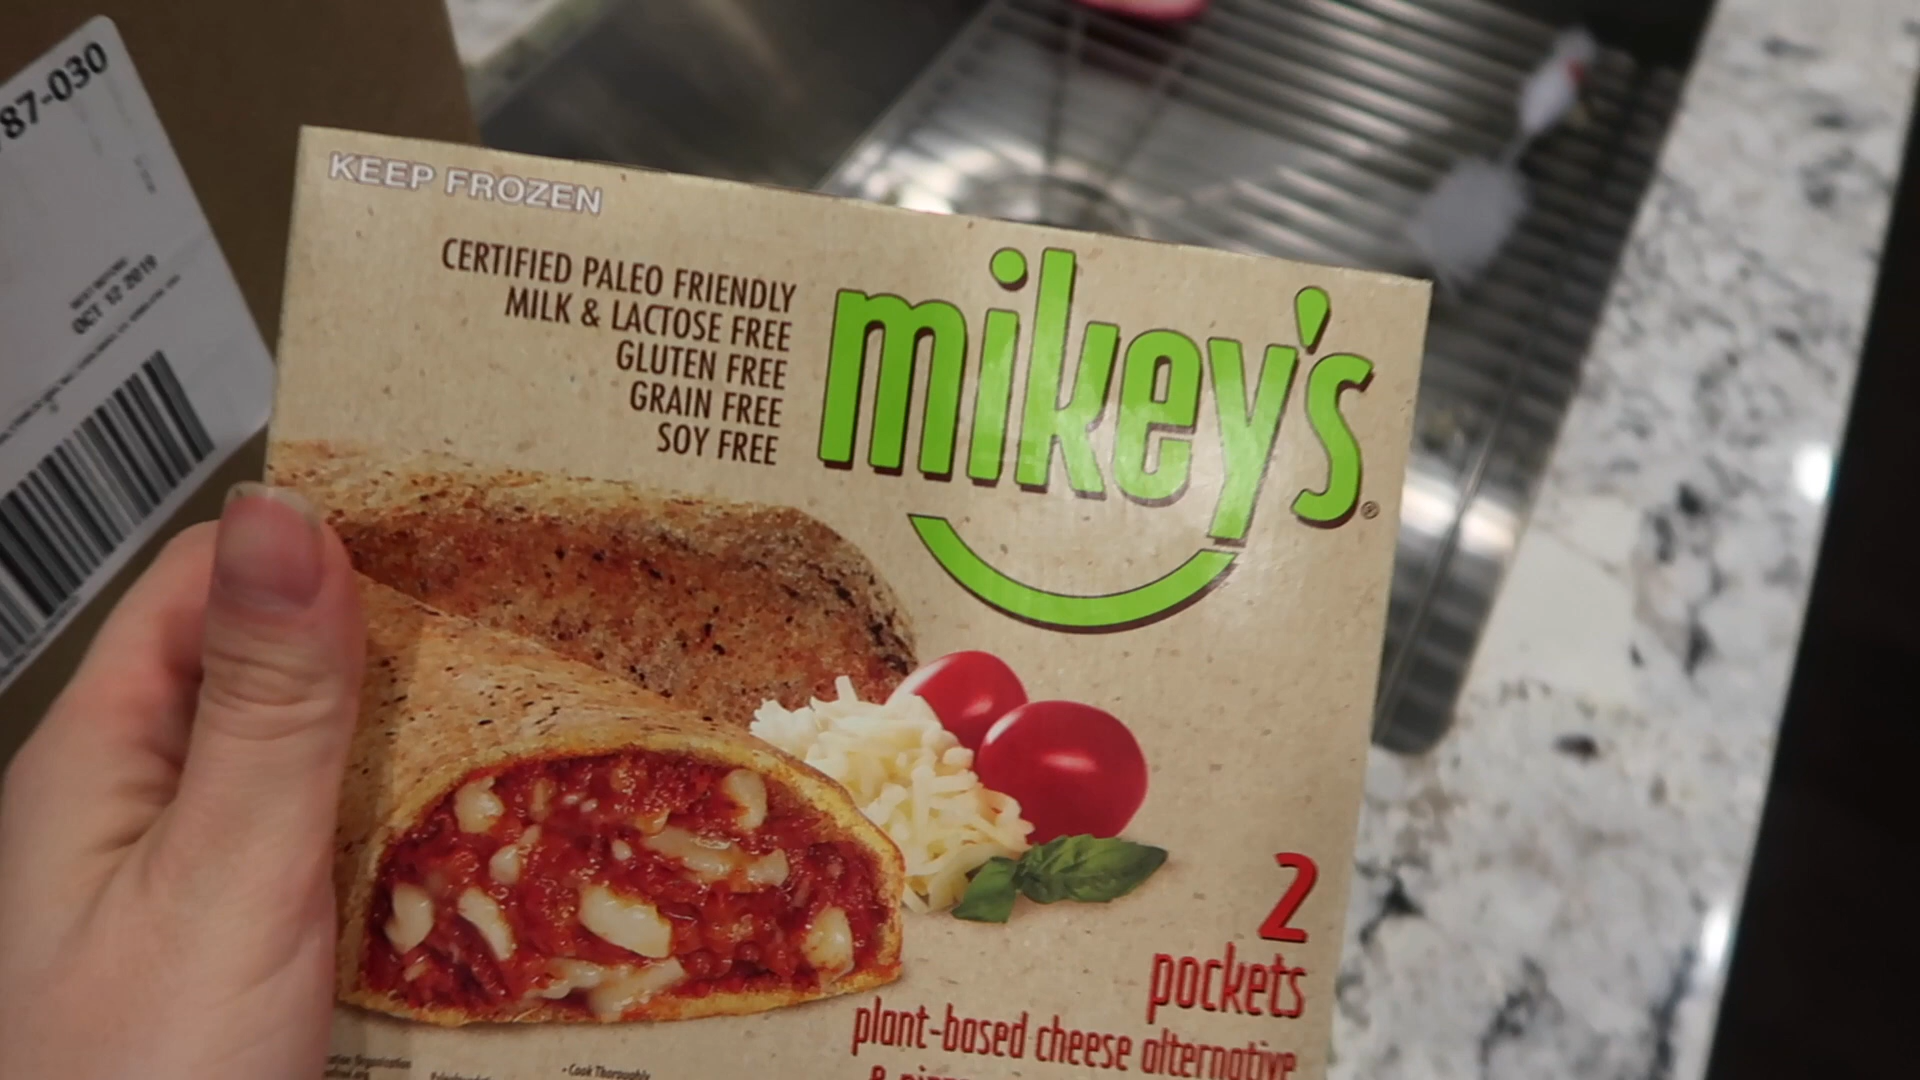 87-030
OCT 12 2019
KEEP FROZEN
CERTIFIED PALEO FRIENDLY
MILK & LACTOSE FREE
GLUTEN FREE
GRAIN FREE
SOY FREE
mikey's®
2
pockets
plant-based cheese alternative
- Cook Thoroughly